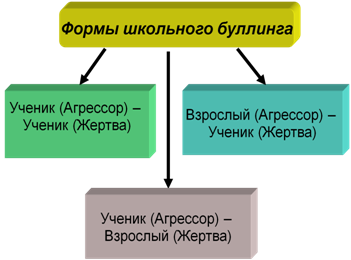 Формы школьного буллинга
Ученик (Агрессор) –
Ученик (Жертва)
Взрослый (Агрессор) –
Ученик (Жертва)
Ученик (Агрессор) –
Взрослый (Жертва)